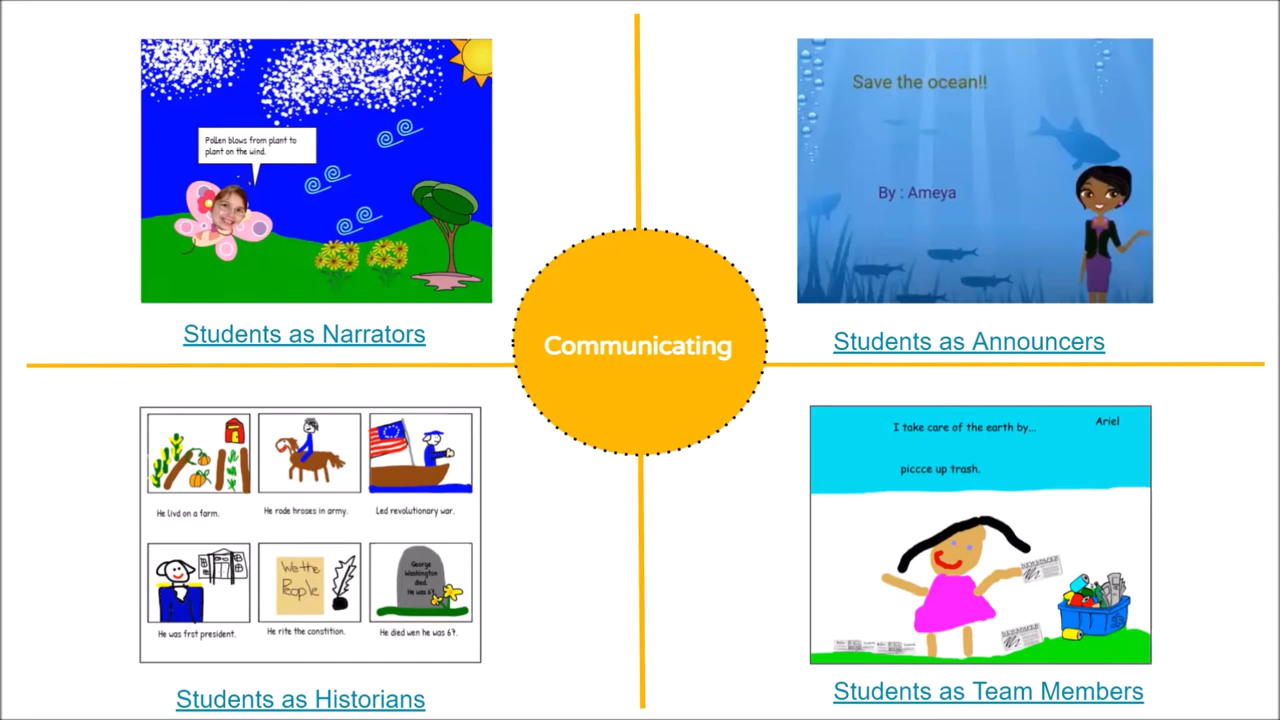 Pollen blows from plant to
plant on the wind.
Students as Narrators
Save the ocean!!
By : Ameya
Students as Announcers
Communicating
He livd on a farm.
He rode hroses in army.
Led revolutionary war.
We the
People
George
Washington
died.
He was 67.
He was frst president.
He rite the constition.
He died wen he was 67.
Students as Historians
I take care of the earth by...
Ariel
piccce up trash.
Students as Team Members